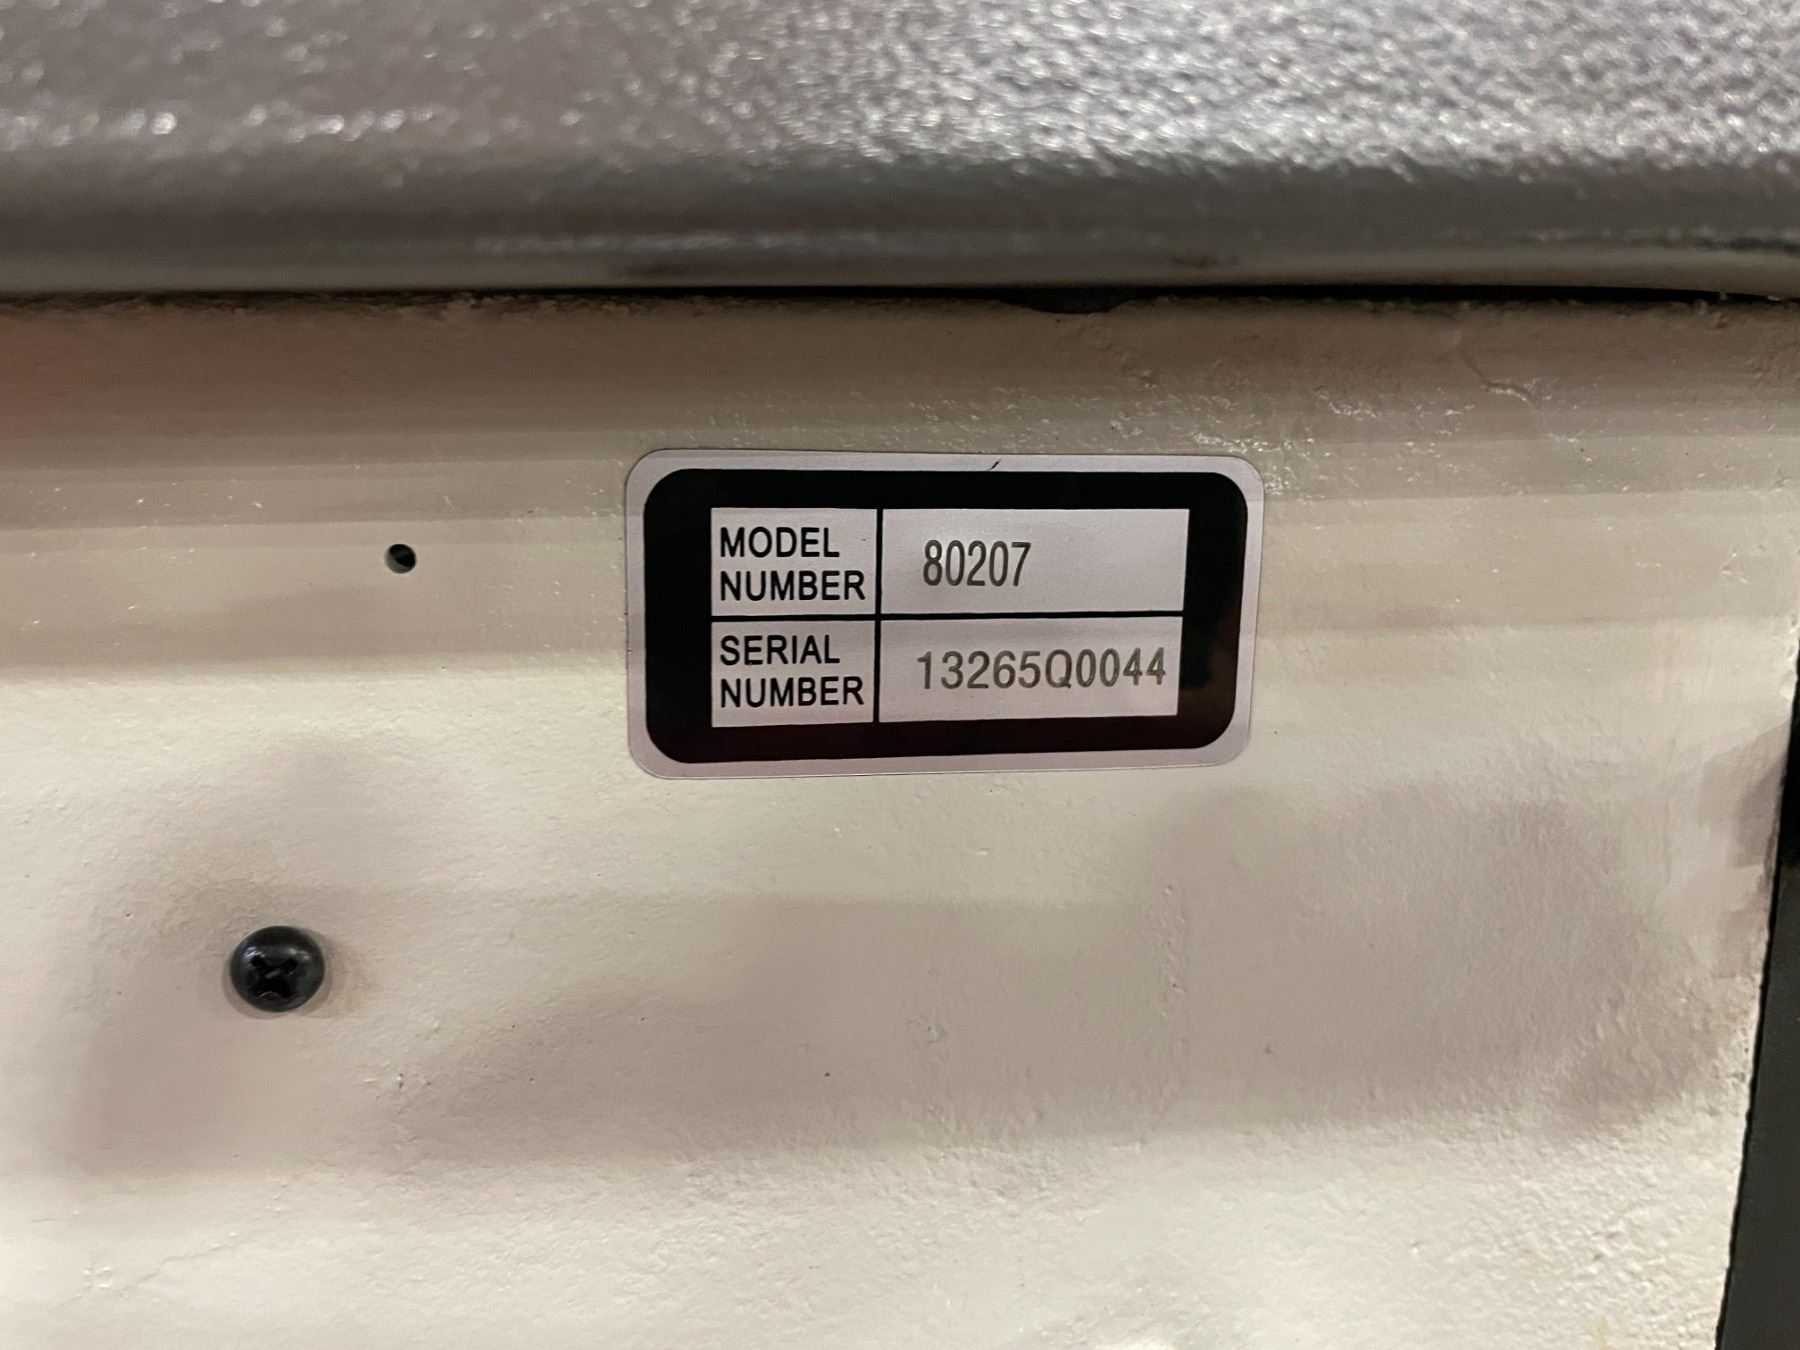 MODEL
NUMBER
80207
SERIAL
NUMBER
13265Q0044